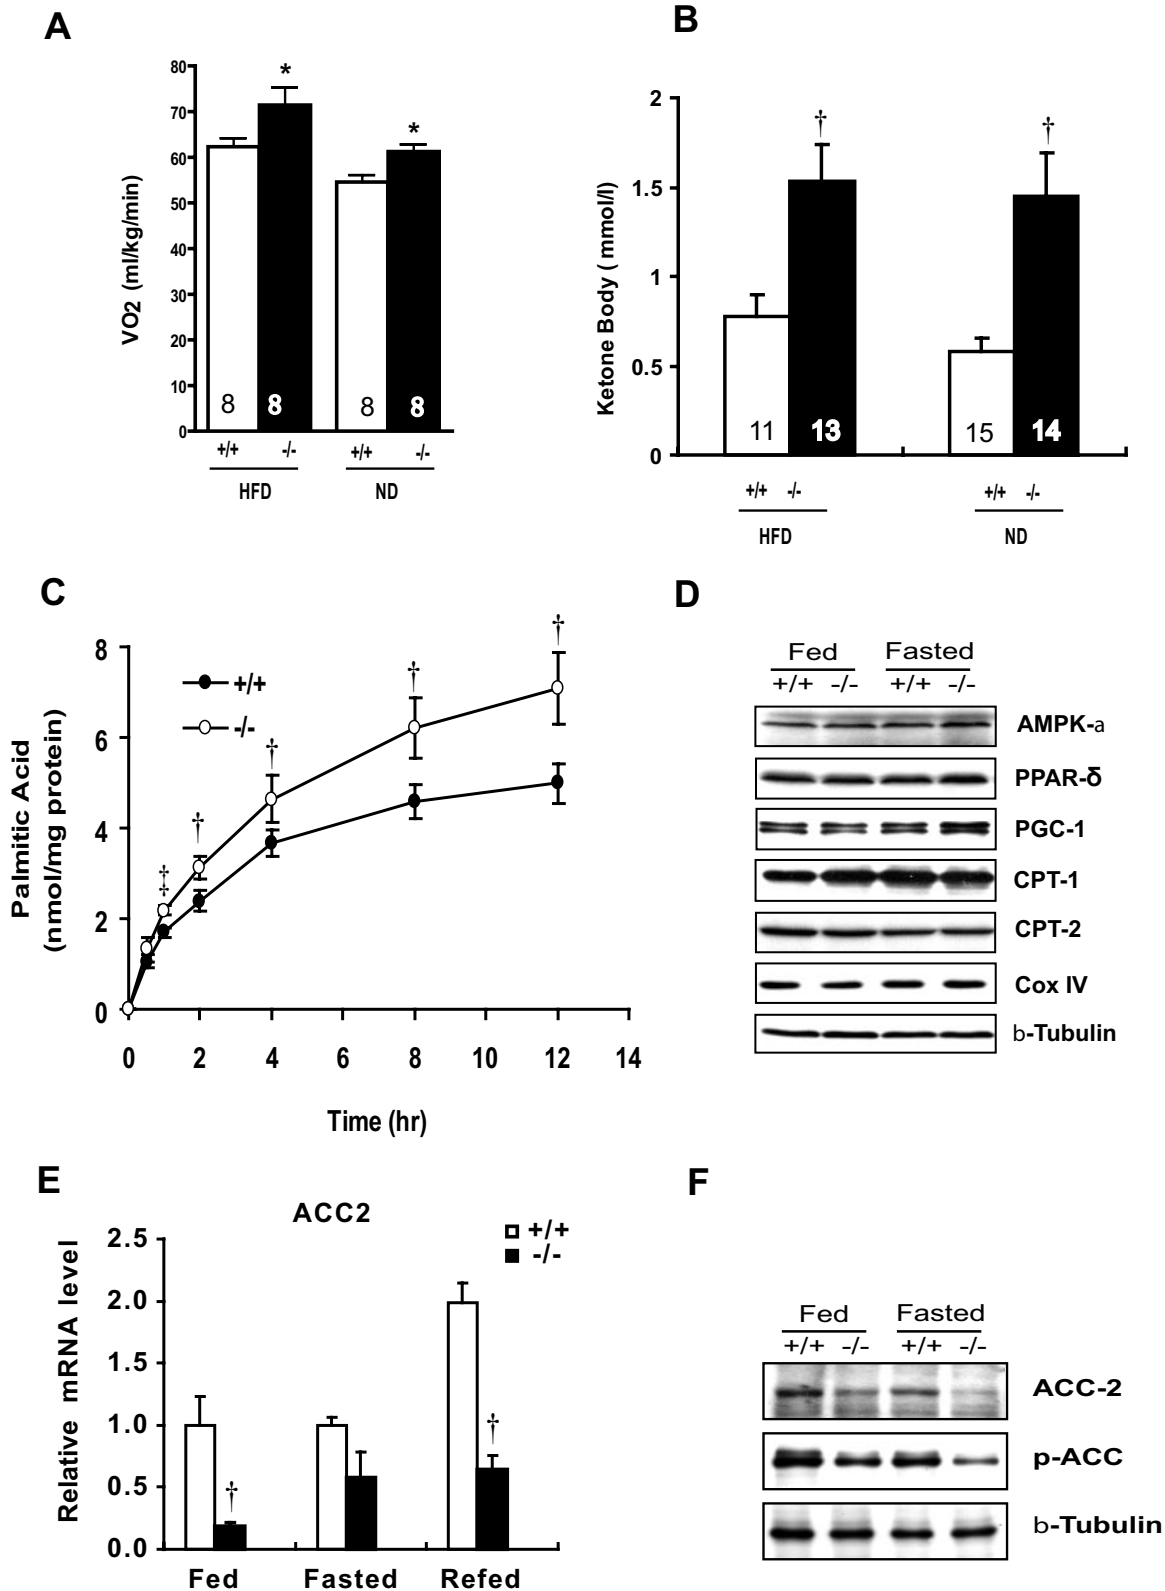 A
VO2 (ml/kg/min)
80
70
60
50
40
30
20
10
0
*
*
8
8
8
8
+/+ -/- +/+ -/-
HFD ND
B
Ketone Body ( mmol/l)
2
1.5
1
0.5
0
†
†
11
13
15
14
+/+ -/- +/+ -/-
HFD ND
C
Palmitic Acid
(nmol/mg protein)
8
6
4
2
0
+/+
-/-
‡
†
†
†
†
0 2 4 6 8 10 12 14
Time (hr)
D
Fed Fasted
+/+ -/- +/+ -/-
AMPK-a
PPAR-δ
PGC-1
CPT-1
CPT-2
Cox IV
b-Tubulin
E
ACC2
+/+
-/-
Relative mRNA level
2.5
2.0
1.5
1.0
0.5
0.0
†
†
Fed Fasted Refed
F
Fed Fasted
+/+ -/- +/+ -/-
ACC-2
p-ACC
b-Tubulin